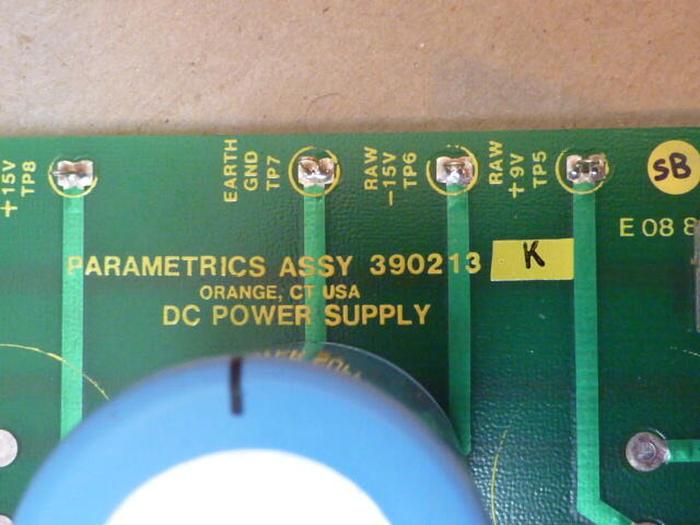 +15V
TP8
EARTH
GND
TP7
RAW
-15V
TP6
RAW
+9V
TP5
SB
E 08 8
PARAMETRICS ASSY 390213 K
ORANGE, CT USA
DC POWER SUPPLY